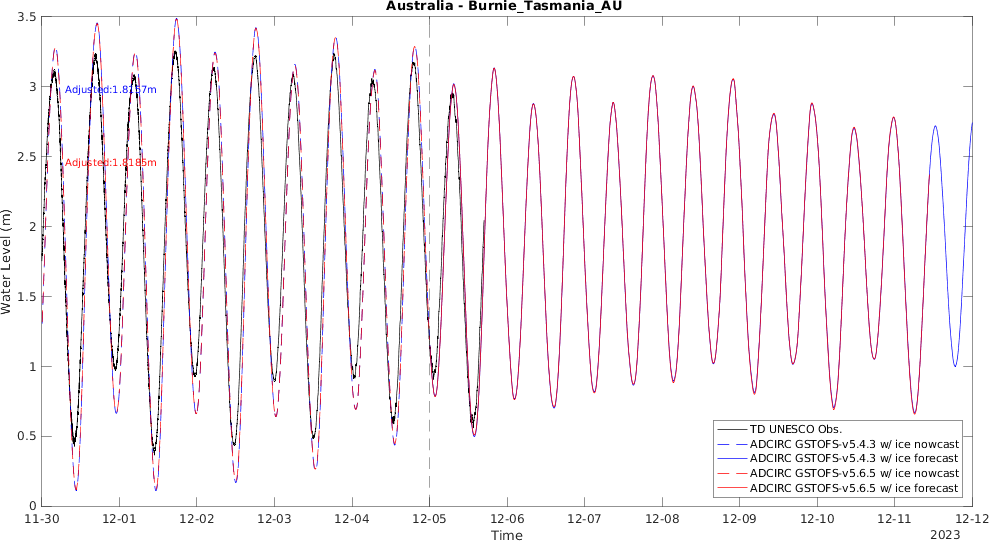 Australia - Burnie_Tasmania_AU
3.5
3
2.5
2
1.5
1
0.5
0
Water Level (m)
Adjusted:1.8157m
Adjusted:1.8185m
TD UNESCO Obs.
ADCIRC GSTOFS-v5.4.3 w/ ice nowcast
ADCIRC GSTOFS-v5.4.3 w/ ice forecast
ADCIRC GSTOFS-v5.6.5 w/ ice nowcast
ADCIRC GSTOFS-v5.6.5 w/ ice forecast
11-30 12-01 12-02 12-03 12-04 12-05 12-06 12-07 12-08 12-09 12-10 12-11 12-12
Time
2023